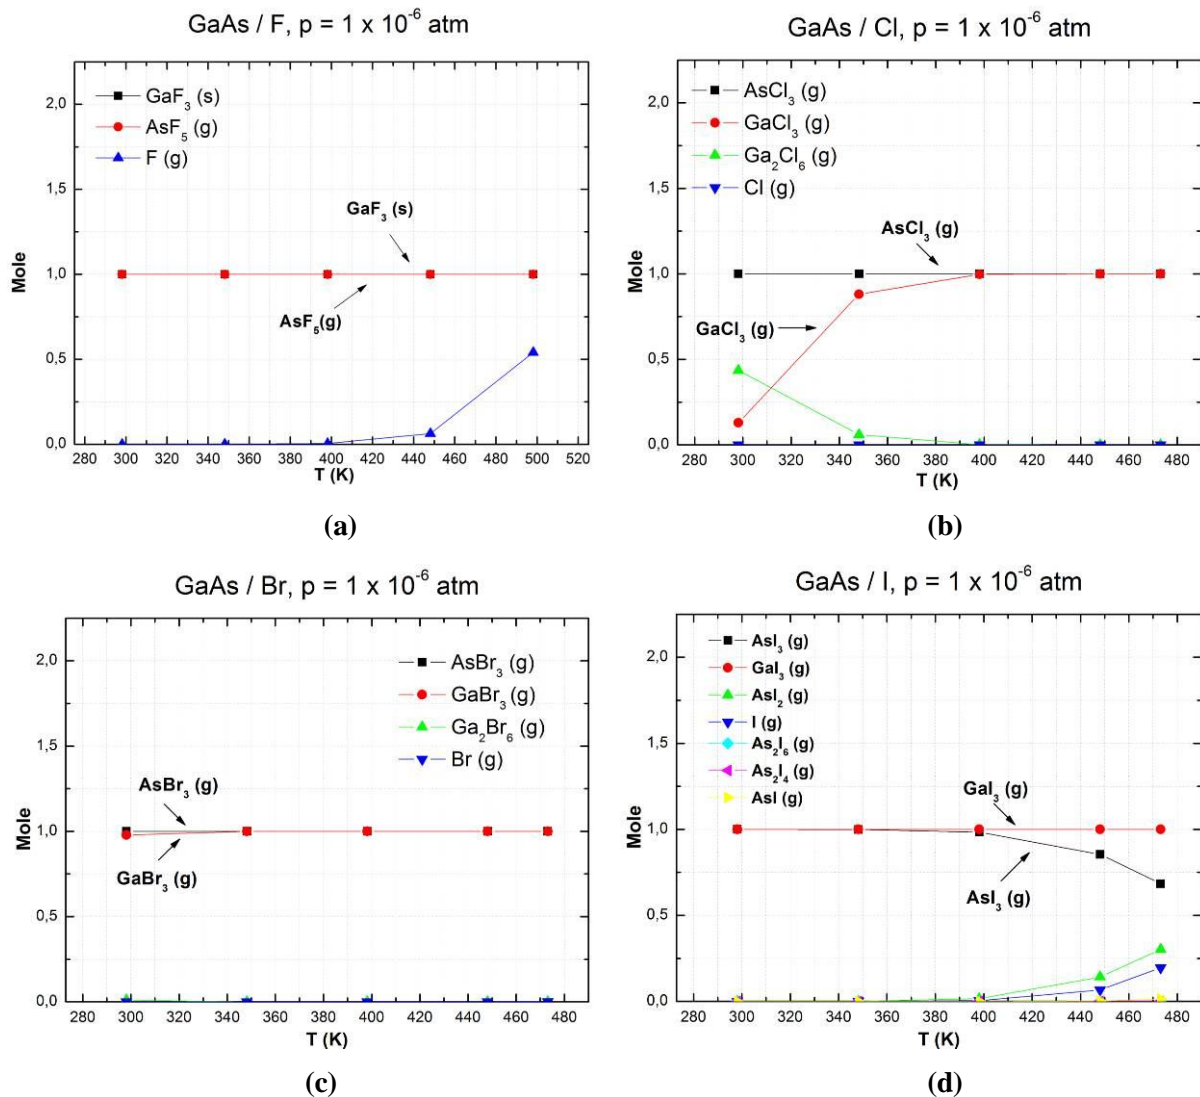 GaAs / F, p = 1 x 10⁻⁶ atm
GaF₃ (s)
AsF₅ (g)
F (g)
GaF₃ (s)
AsF₅(g)
Mole
2,0
1,5
1,0
0,5
0,0
280 300 320 340 360 380 400 420 440 460 480 500 520
T (K)
(a)
GaAs / Cl, p = 1 x 10⁻⁶ atm
AsCl₃ (g)
GaCl₃ (g)
Ga₂Cl₆ (g)
Cl (g)
AsCl₃ (g)
GaCl₃ (g)
Mole
2,0
1,5
1,0
0,5
0,0
280 300 320 340 360 380 400 420 440 460 480
T (K)
(b)
GaAs / Br, p = 1 x 10⁻⁶ atm
AsBr₃ (g)
GaBr₃ (g)
Ga₂Br₆ (g)
Br (g)
AsBr₃ (g)
GaBr₃ (g)
Mole
2,0
1,5
1,0
0,5
0,0
280 300 320 340 360 380 400 420 440 460 480
T (K)
(c)
GaAs / I, p = 1 x 10⁻⁶ atm
AsI₃ (g)
GaI₃ (g)
AsI₂ (g)
I (g)
As₂I₆ (g)
As₂I₄ (g)
AsI (g)
GaI₃ (g)
AsI₃ (g)
Mole
2,0
1,5
1,0
0,5
0,0
280 300 320 340 360 380 400 420 440 460 480
T (K)
(d)